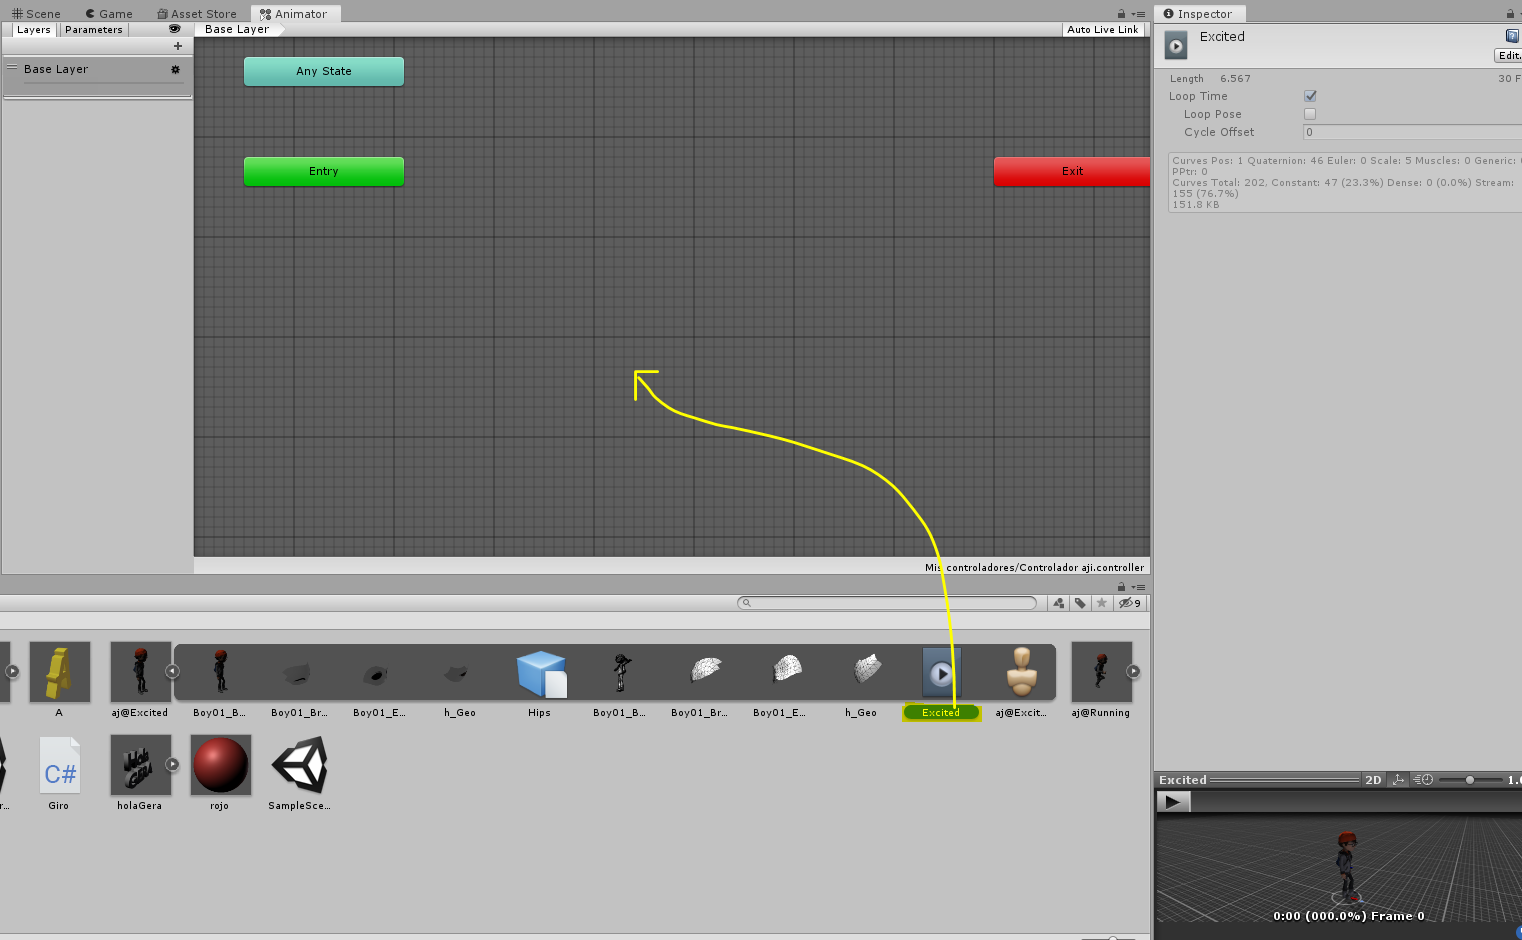 Scene Game Asset Store Animator Inspector
Layers Parameters Base Layer Auto Live Link
Excited
Edit.
Base Layer
Any State
Length 6.567 30 F
Loop Time
Loop Pose
Cycle Offset 0
Entry
Exit
Curves Pos: 1 Quaternion: 46 Euler: 0 Scale: 5 Muscles: 0 Generic:
PPtr: 0
Curves Total: 202, Constant: 47 (23.3%) Dense: 0 (0.0%) Stream:
155 (76.7%)
151.8 KB
Mis controladores/Controlador aji.controller
9
A aj@Excited Boy01_B... Boy01_Br... Boy01_E... h_Geo Hips Boy01_B... Boy01_Br... Boy01_E... h_Geo Excited aj@Excit... aj@Running
C#
Hola
GERA
r... Giro holaGera rojo SampleSce...
Excited 2D 1.0
0:00 (000.0%) Frame 0